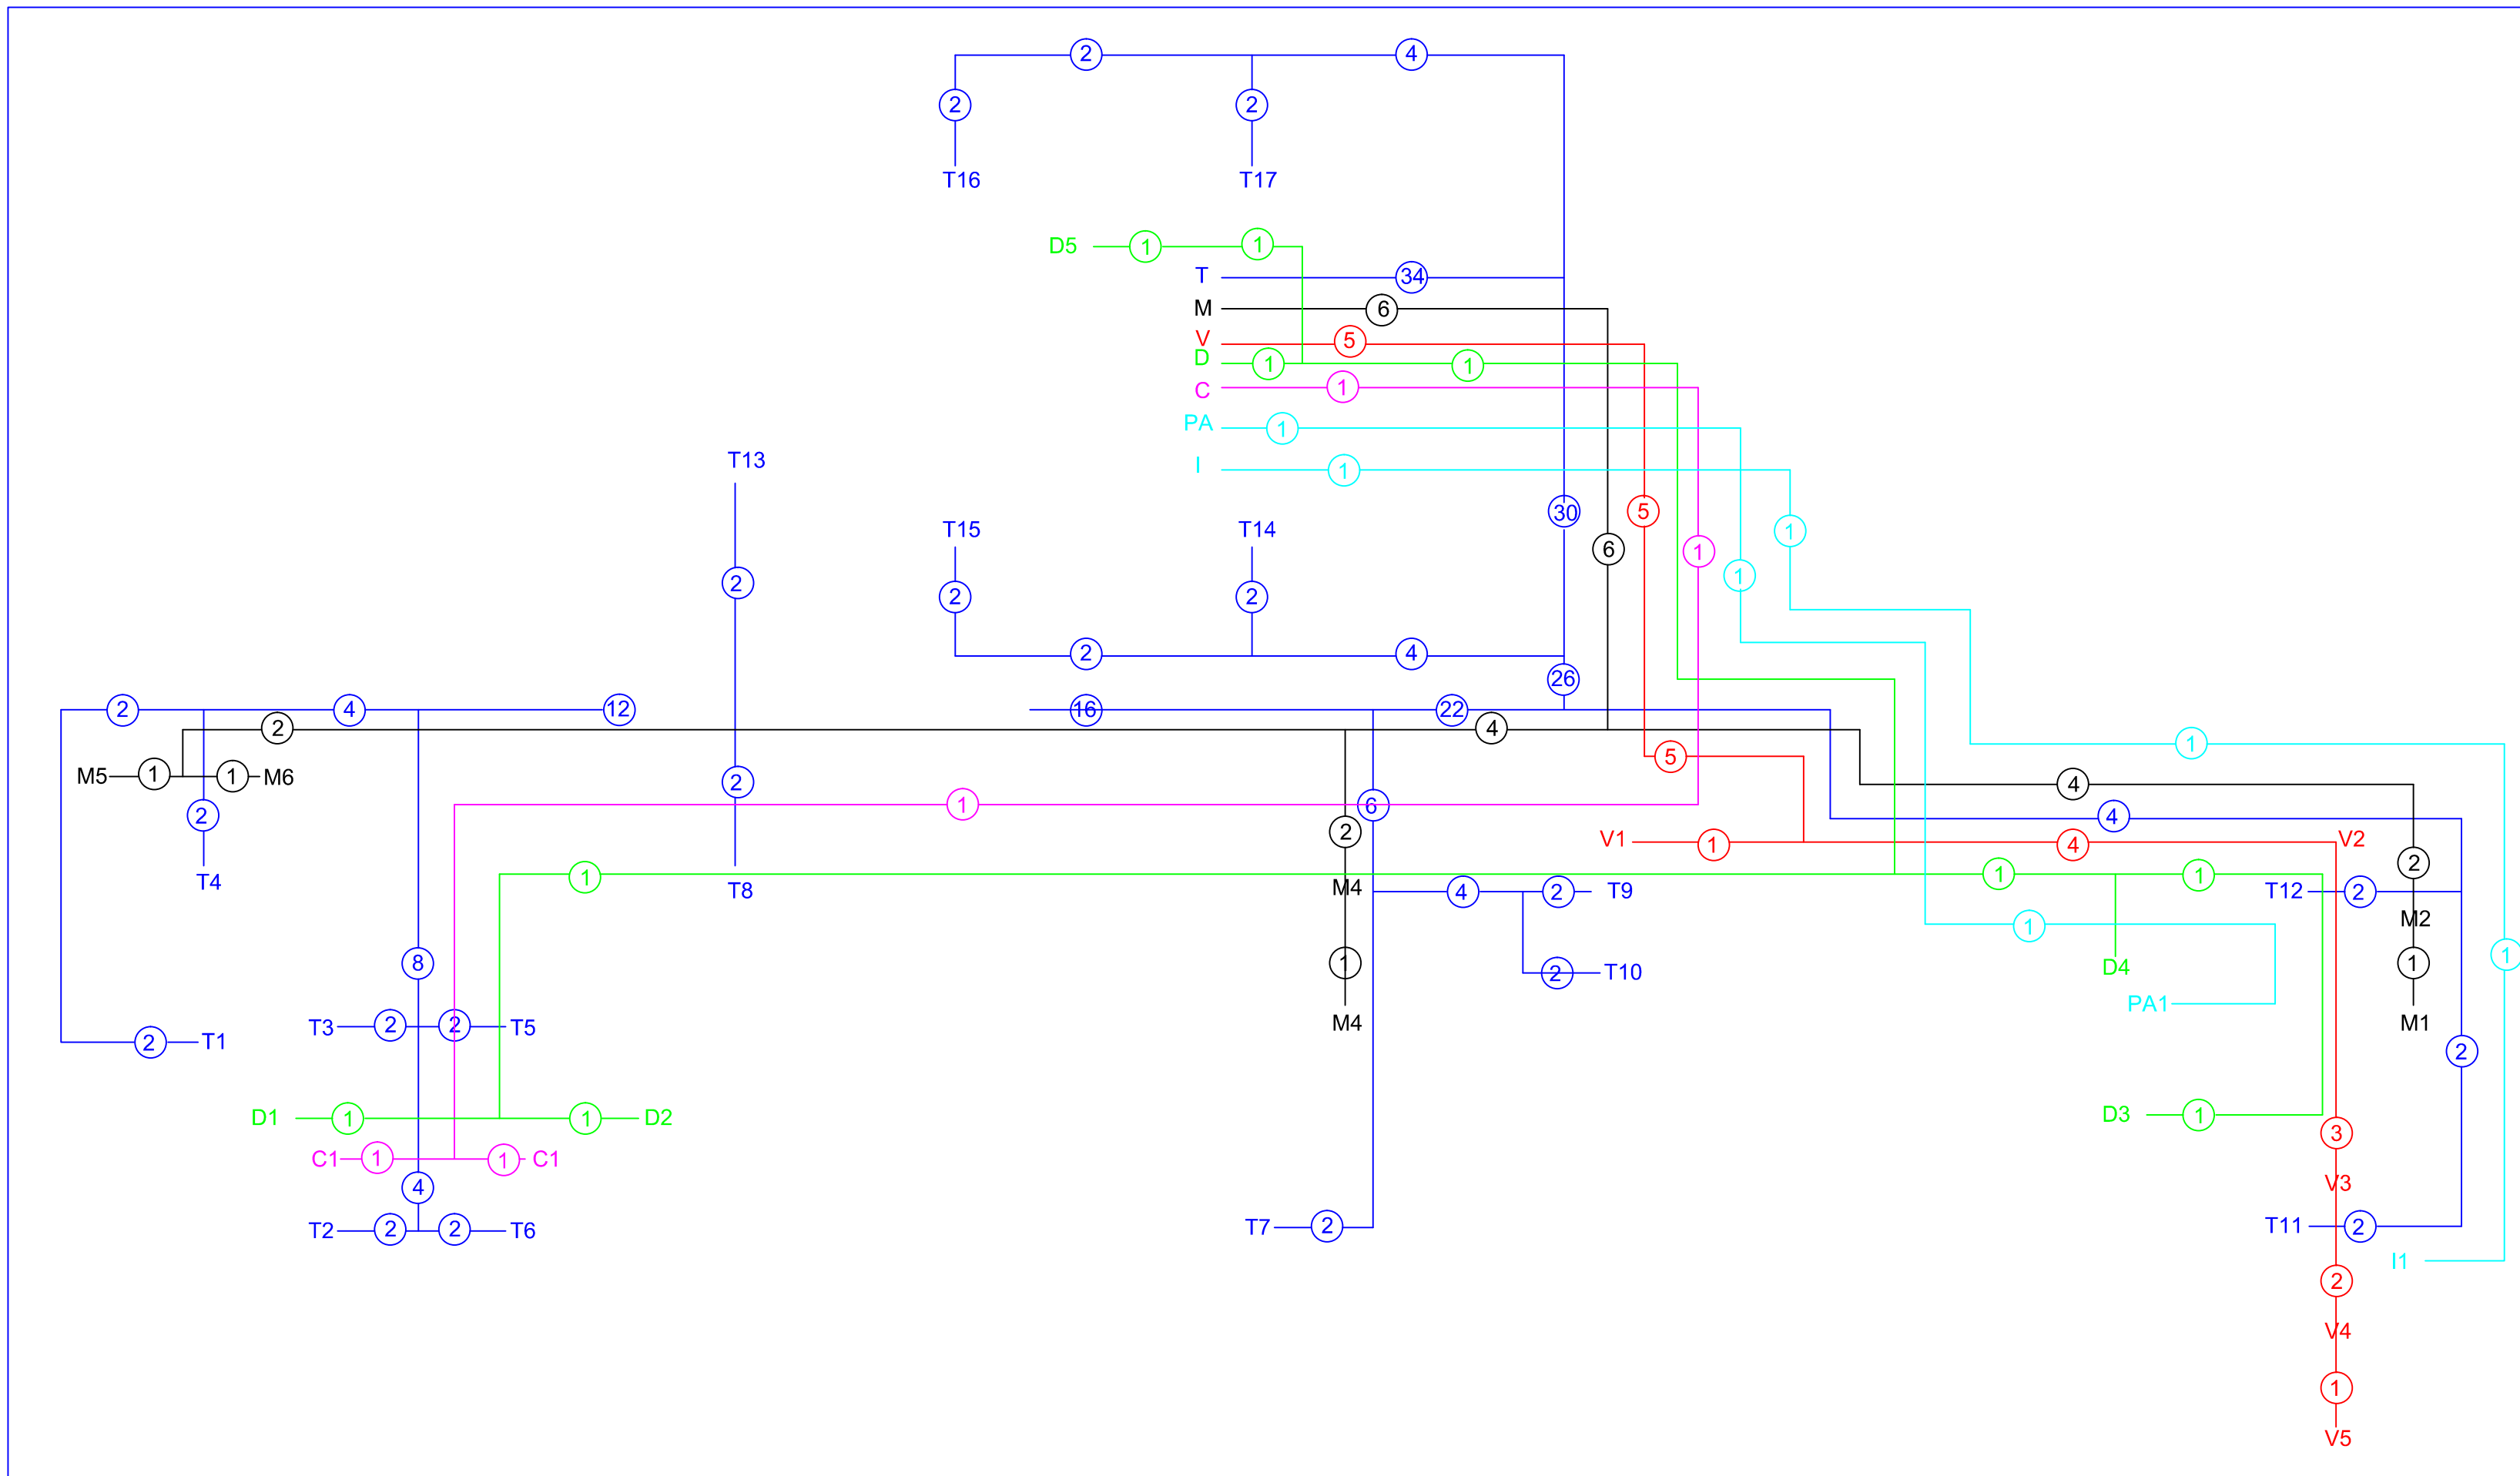 2 4
2 2
T16 T17
D5 1 1
T 34
M 6
V 5
D 1 1
C 1
PA 1
T13
I 1
30 5
T15 T14 1
6 1
2 2 2 1
2 4
26
2 4 12 16 22
2 4
1 5
M5 1 1 M6 2 4
2 1 6 4
2 V1 1 4 V2
T4 1 1 1 2
T8 M4 4 2 T9 T12 2
1 M2
8 1 2 T10 D4 1 1
PA1
T3 2 2 T5 M4 M1
2 T1 2
D1 1 1 D2 D3 1
3
C1 1 1 C1
4 V3
T2 2 2 T6 T7 2 T11 2
I1
2
V4
1
V5